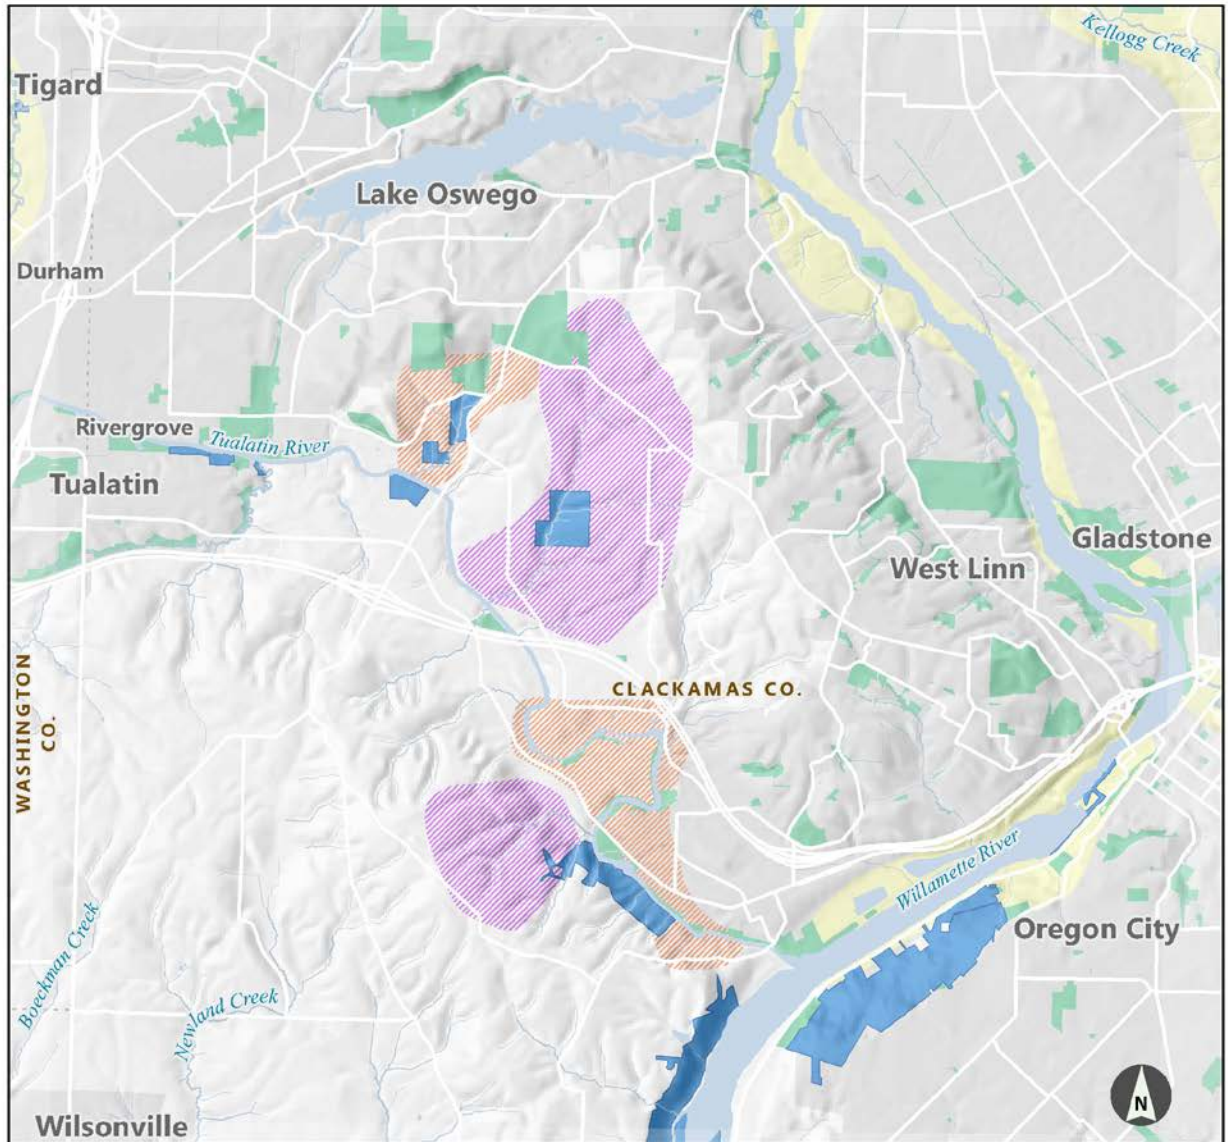 Kellogg Creek
Tigard
Lake Oswego
Durham
Rivergrove
Tualatin River
Tualatin
Gladstone
West Linn
WASHINGTON
CO.
CLACKAMAS CO.
Willamette River
Oregon City
Boeckman Creek
Newland Creek
Wilsonville
N